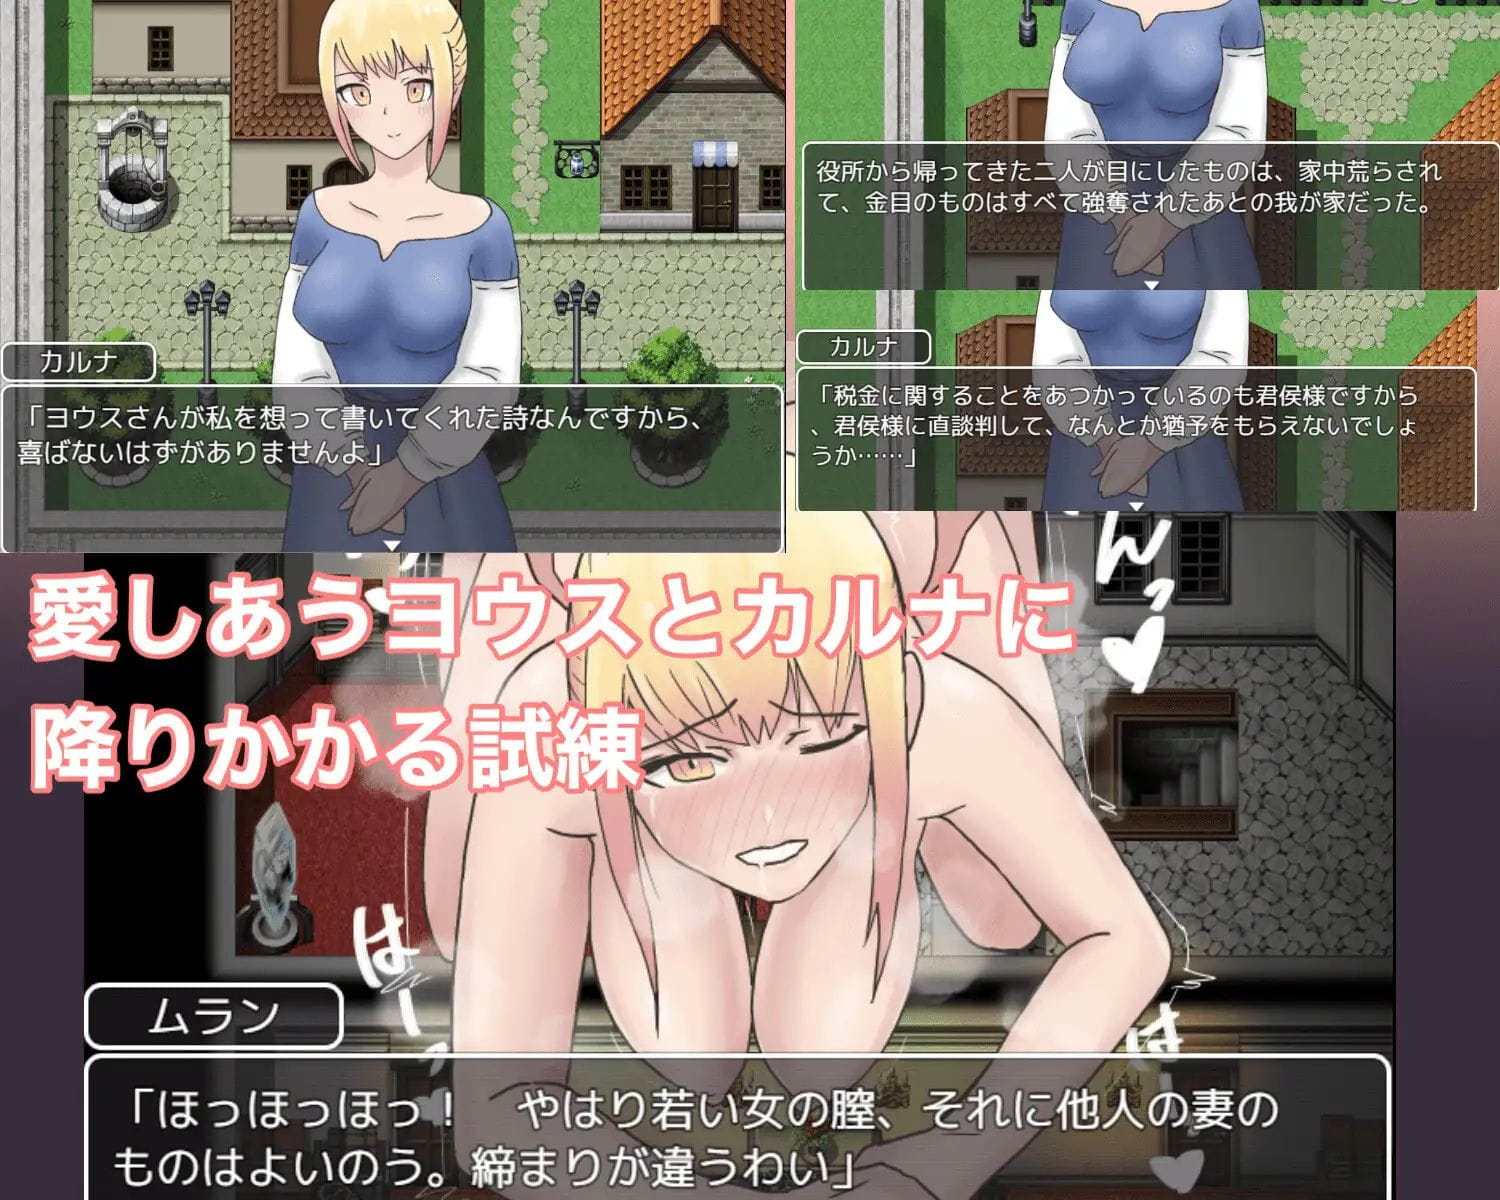 カルナ
「ヨウスさんが私を想って書いてくれた詩なんですから、
喜ばないはずがありませんよ」
役所から帰ってきた二人が目にしたものは、家中荒らされ
て、金目のものはすべて強奪されたあとの我が家だった。
カルナ
「税金に関することをあつかっているのも君侯様ですから
、君侯様に直談判して、なんとか猶予をもらえないでしょ
うか……」
愛しあうヨウスとカルナに
降りかかる試練
んっ
はーっ
は
ムラン
「ほっほっほっ！　やはり若い女の膣、それに他人の妻の
ものはよいのう。締まりが違うわい」